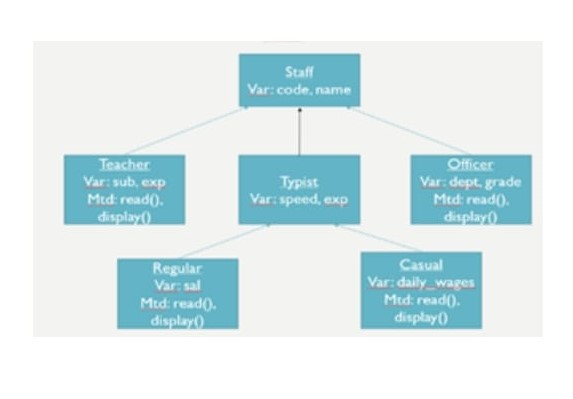 Staff
Var: code, name
Teacher
Var: sub, exp
Mtd: read(),
display()
Typist
Var: speed, exp
Officer
Var: dept, grade
Mtd: read(),
display()
Regular
Var: sal
Mtd: read(),
display()
Casual
Var: daily_wages
Mtd: read(),
display()